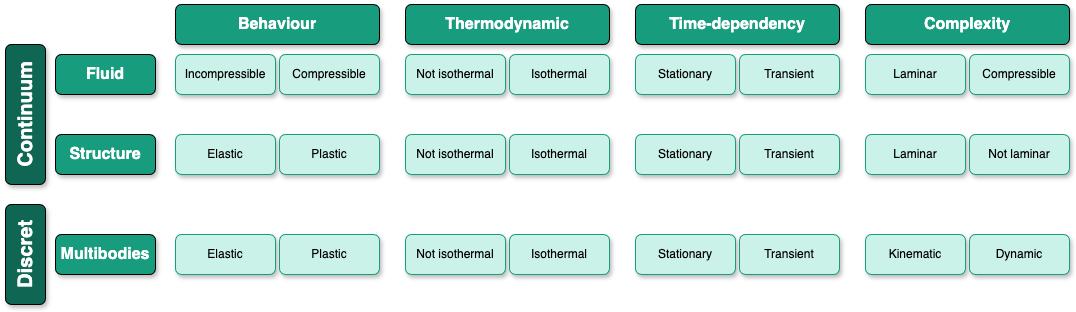 Behaviour
Thermodynamic
Time-dependency
Complexity
Continuum
Fluid
Incompressible
Compressible
Not isothermal
Isothermal
Stationary
Transient
Laminar
Compressible
Structure
Elastic
Plastic
Not isothermal
Isothermal
Stationary
Transient
Laminar
Not laminar
Discret
Multibodies
Elastic
Plastic
Not isothermal
Isothermal
Stationary
Transient
Kinematic
Dynamic